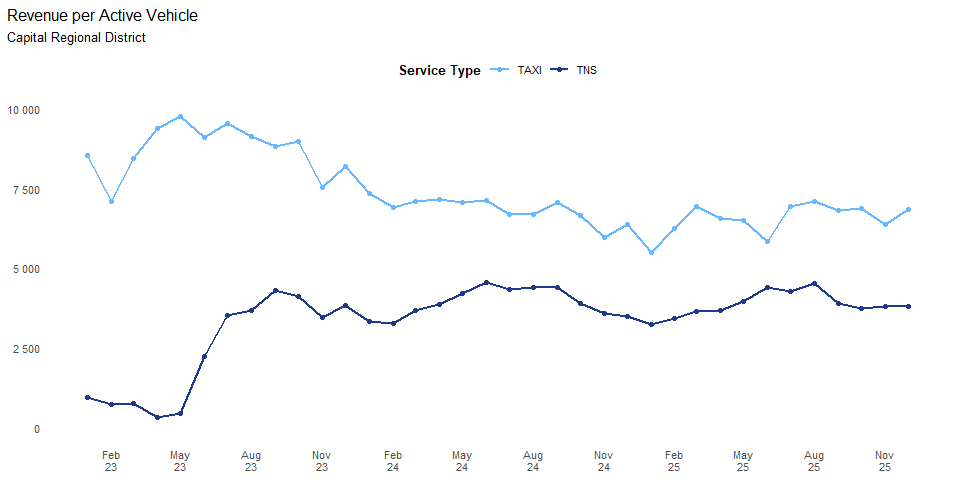 Revenue per Active Vehicle
Capital Regional District
Service Type TAXI TNS
10 000
7 500
5 000
2 500
0
Feb May Aug Nov Feb May Aug Nov Feb May Aug Nov
23 23 23 23 24 24 24 24 25 25 25 25